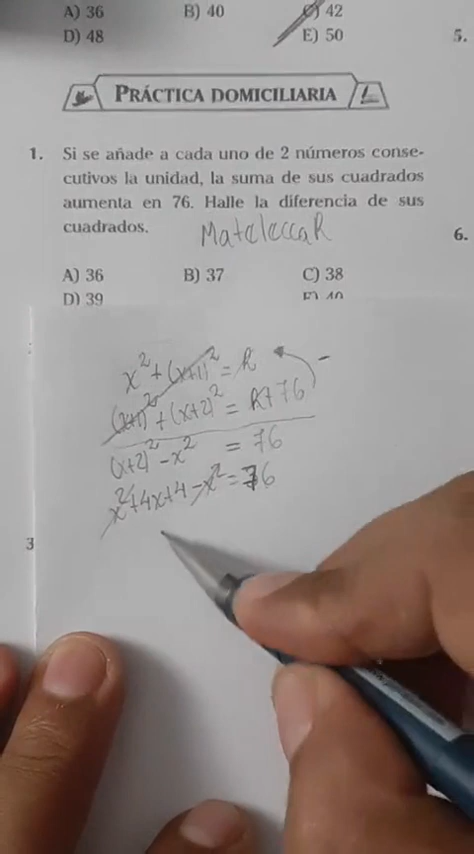 A) 36 B) 40 C) 42
D) 48 E) 50 5.
PRÁCTICA DOMICILIARIA
1. Si se añade a cada uno de 2 números conse-
cutivos la unidad, la suma de sus cuadrados
aumenta en 76. Halle la diferencia de sus
cuadrados. 6.
A) 36 B) 37 C) 38
D) 39 E) 40
x² + (x+1)² = R −
(x+1)² + (x+2)² = R+76
(x+2)² − x² = 76
x²+4x+4−x² = 76
3